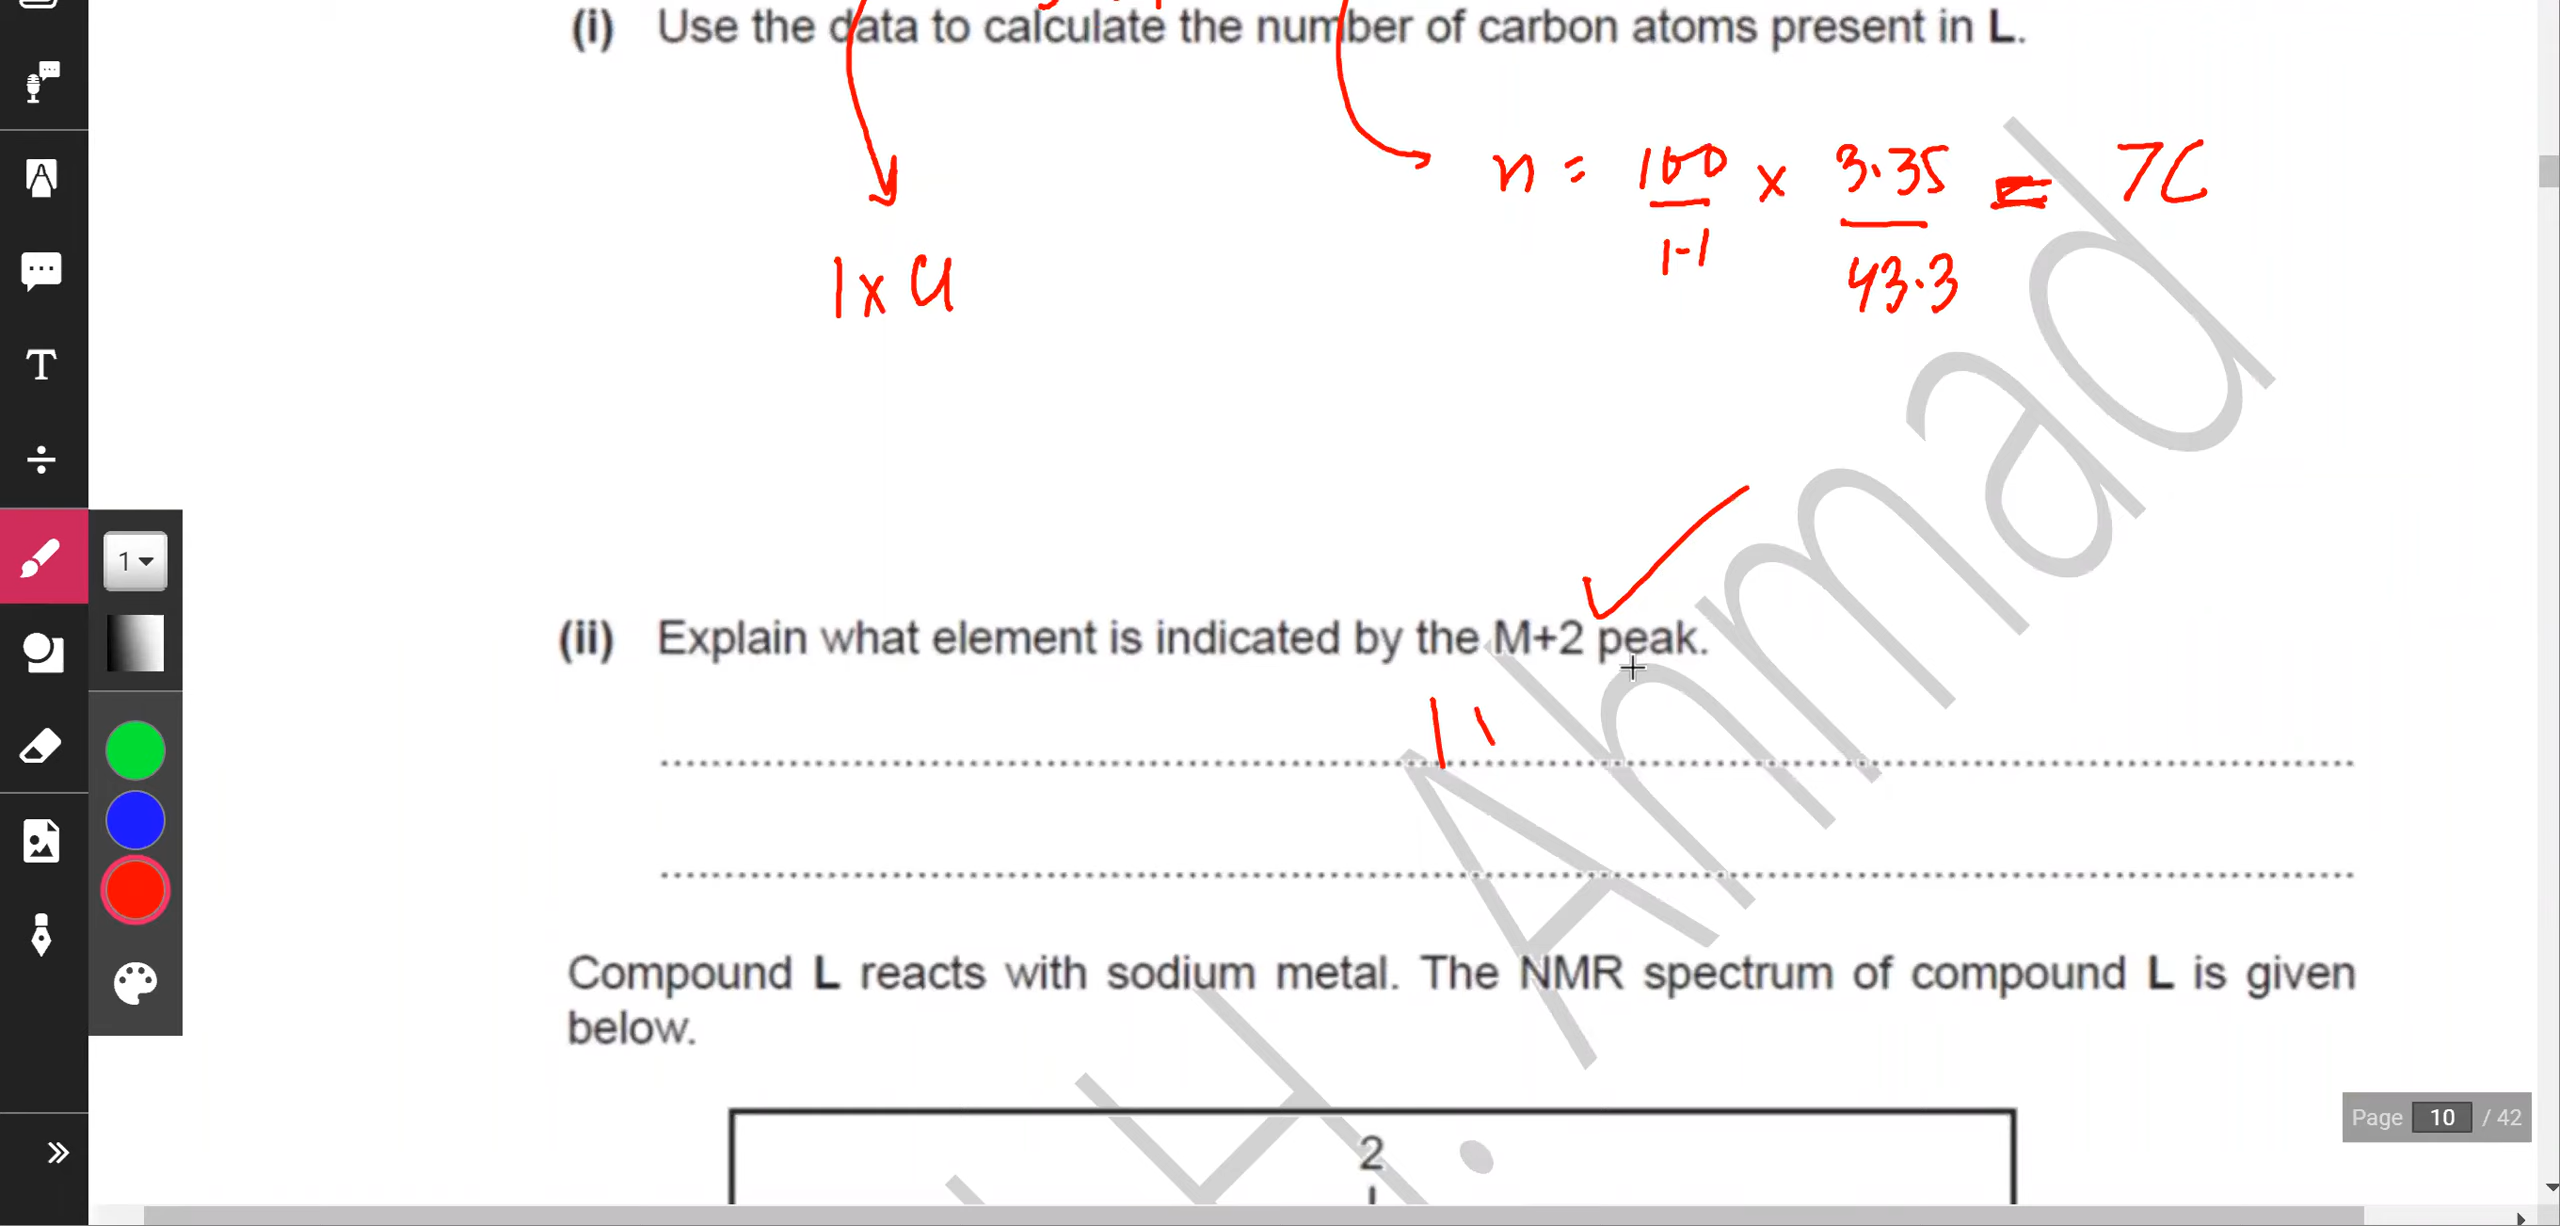 (i) Use the data to calculate the number of carbon atoms present in L.
n = 100/1.1 × 3.35/43.3 = 7C
1 x Cl
(ii) Explain what element is indicated by the M+2 peak.
Compound L reacts with sodium metal. The NMR spectrum of compound L is given
below.
2
H. Ahmad
T
1
Page 10 / 42